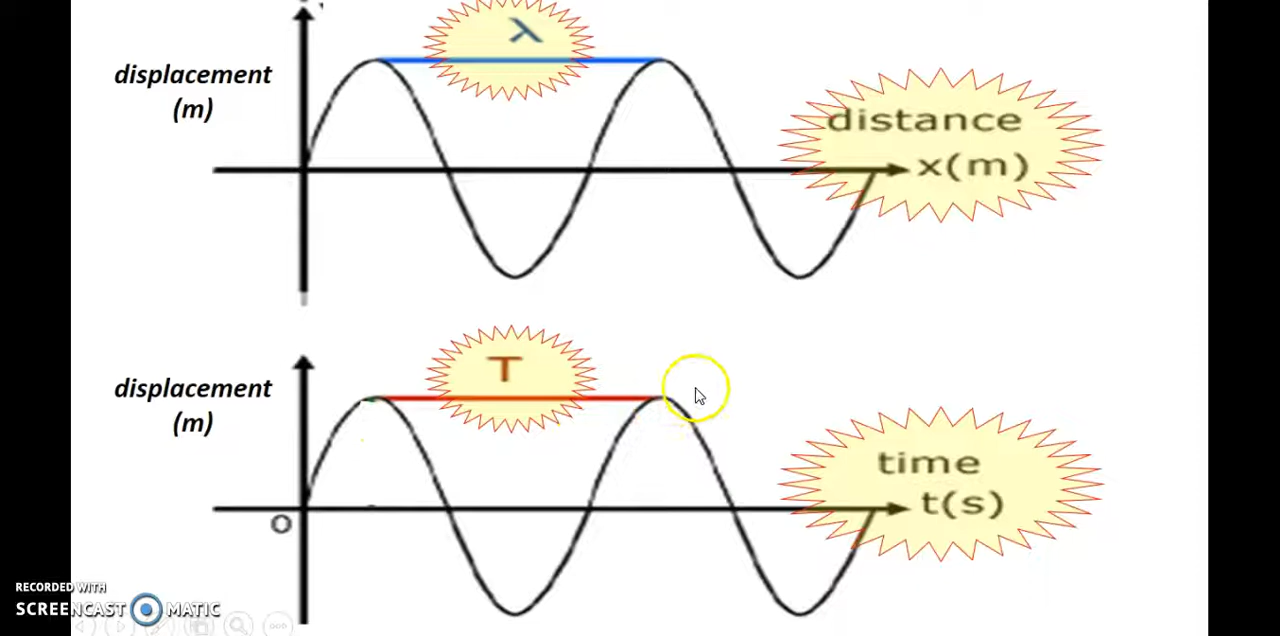 λ
displacement
(m)
distance
x(m)
T
displacement
(m)
time
t(s)
O
RECORDED WITH
SCREENCAST MATIC